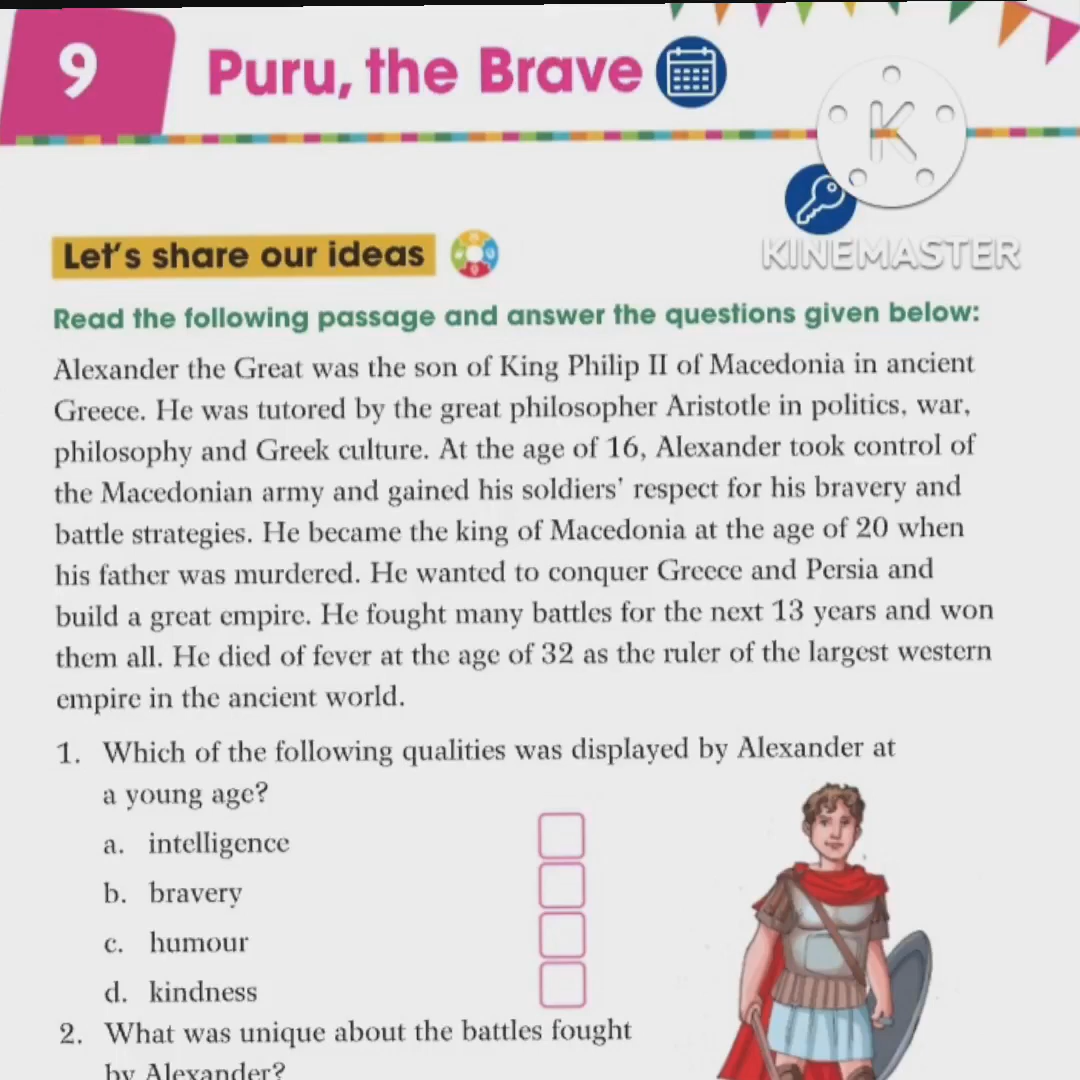 9
Puru, the Brave
K
KINEMASTER
Let's share our ideas
Read the following passage and answer the questions given below:
Alexander the Great was the son of King Philip II of Macedonia in ancient
Greece. He was tutored by the great philosopher Aristotle in politics, war,
philosophy and Greek culture. At the age of 16, Alexander took control of
the Macedonian army and gained his soldiers' respect for his bravery and
battle strategies. He became the king of Macedonia at the age of 20 when
his father was murdered. He wanted to conquer Greece and Persia and
build a great empire. He fought many battles for the next 13 years and won
them all. He died of fever at the age of 32 as the ruler of the largest western
empire in the ancient world.
1. Which of the following qualities was displayed by Alexander at
a young age?
a. intelligence
b. bravery
c. humour
d. kindness
2. What was unique about the battles fought
by Alexander?